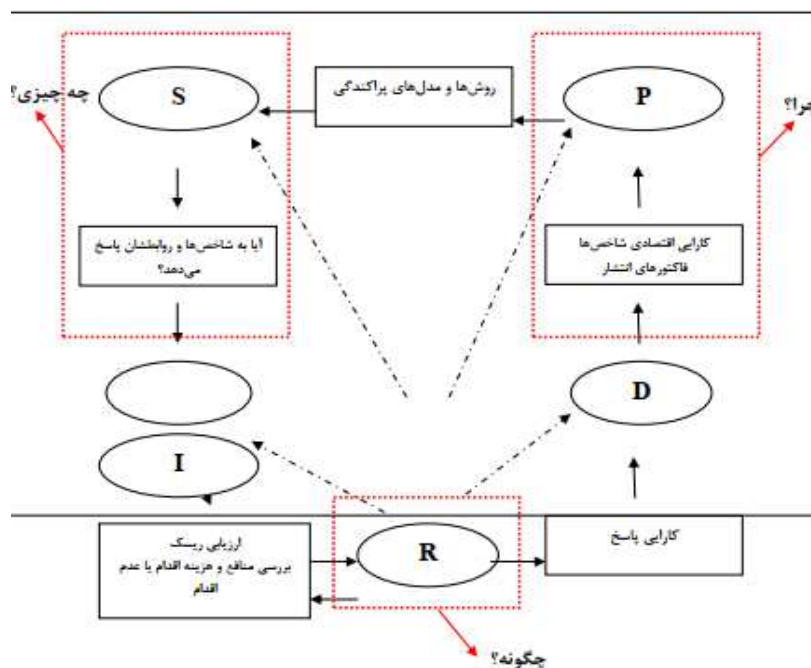 چه چیزی؟
S
روش‌ها و مدل‌های پراکندگی
P
چرا؟
آیا به شاخص‌ها و روابطشان پاسخ
می‌دهد؟
کارایی اقتصادی شاخص‌ها
فاکتورهای انتشار
D
I
ارزیابی ریسک
بررسی منافع و هزینه اقدام یا عدم
اقدام
R
کارایی پاسخ
چگونه؟